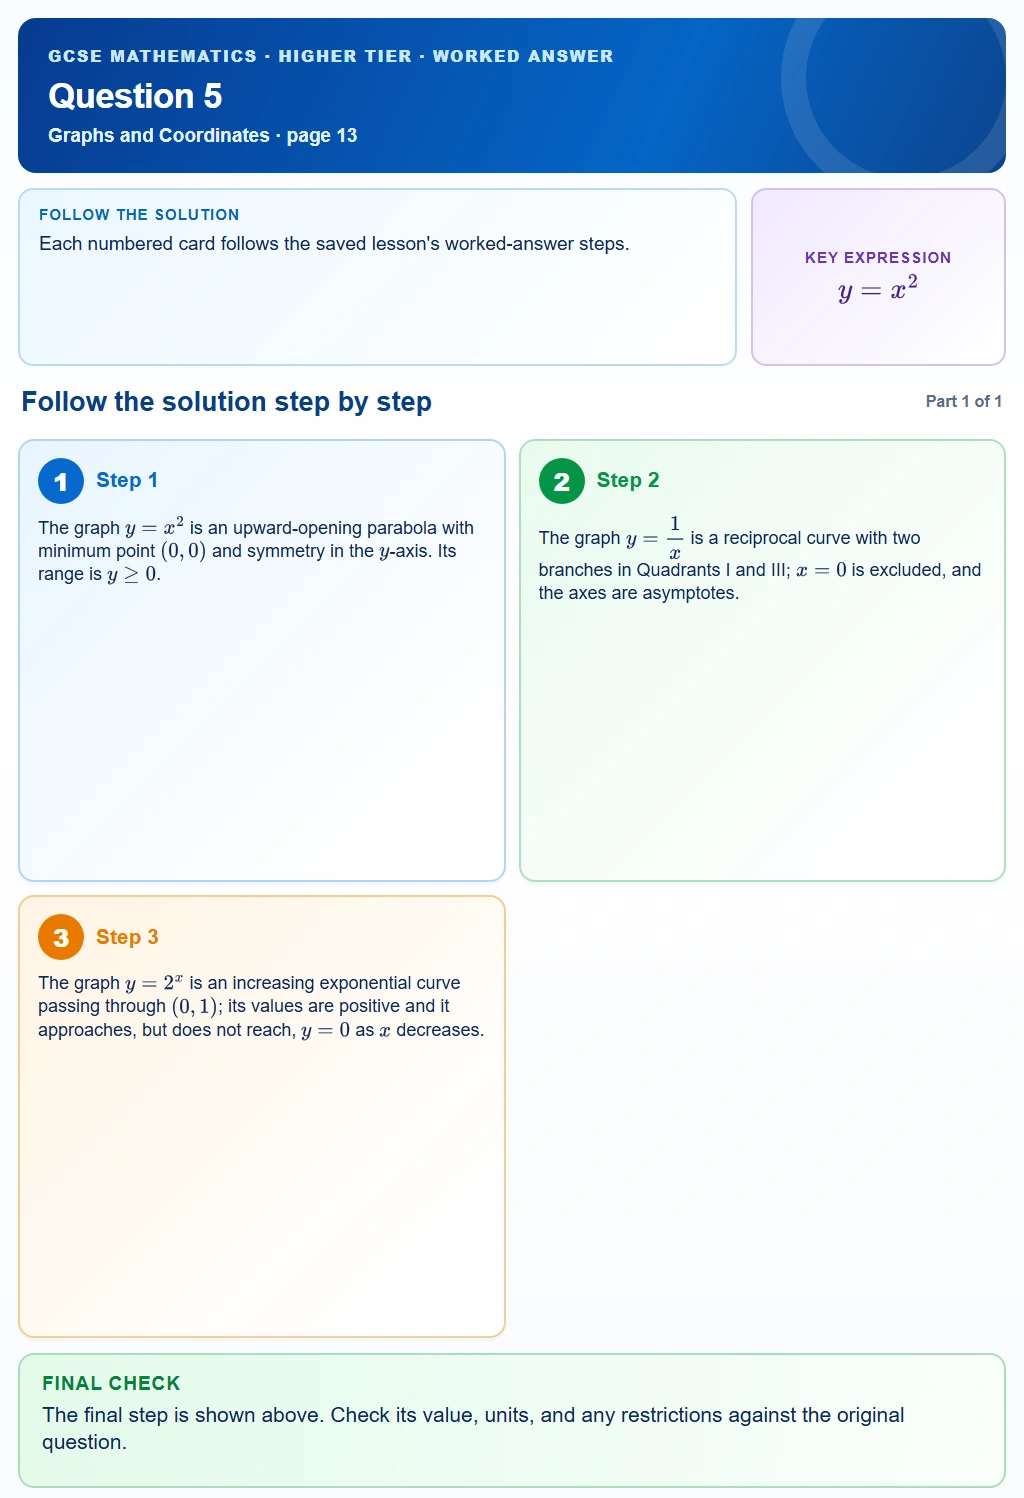 GCSE MATHEMATICS · HIGHER TIER · WORKED ANSWER
Question 5
Graphs and Coordinates · page 13
FOLLOW THE SOLUTION
Each numbered card follows the saved lesson's worked-answer steps.
KEY EXPRESSION
y = x²
Follow the solution step by step
Part 1 of 1
1 Step 1
The graph y = x² is an upward-opening parabola with
minimum point (0, 0) and symmetry in the y-axis. Its
range is y ≥ 0.
2 Step 2
The graph y = 1/x is a reciprocal curve with two
branches in Quadrants I and III; x = 0 is excluded, and
the axes are asymptotes.
3 Step 3
The graph y = 2ˣ is an increasing exponential curve
passing through (0, 1); its values are positive and it
approaches, but does not reach, y = 0 as x decreases.
FINAL CHECK
The final step is shown above. Check its value, units, and any restrictions against the original
question.